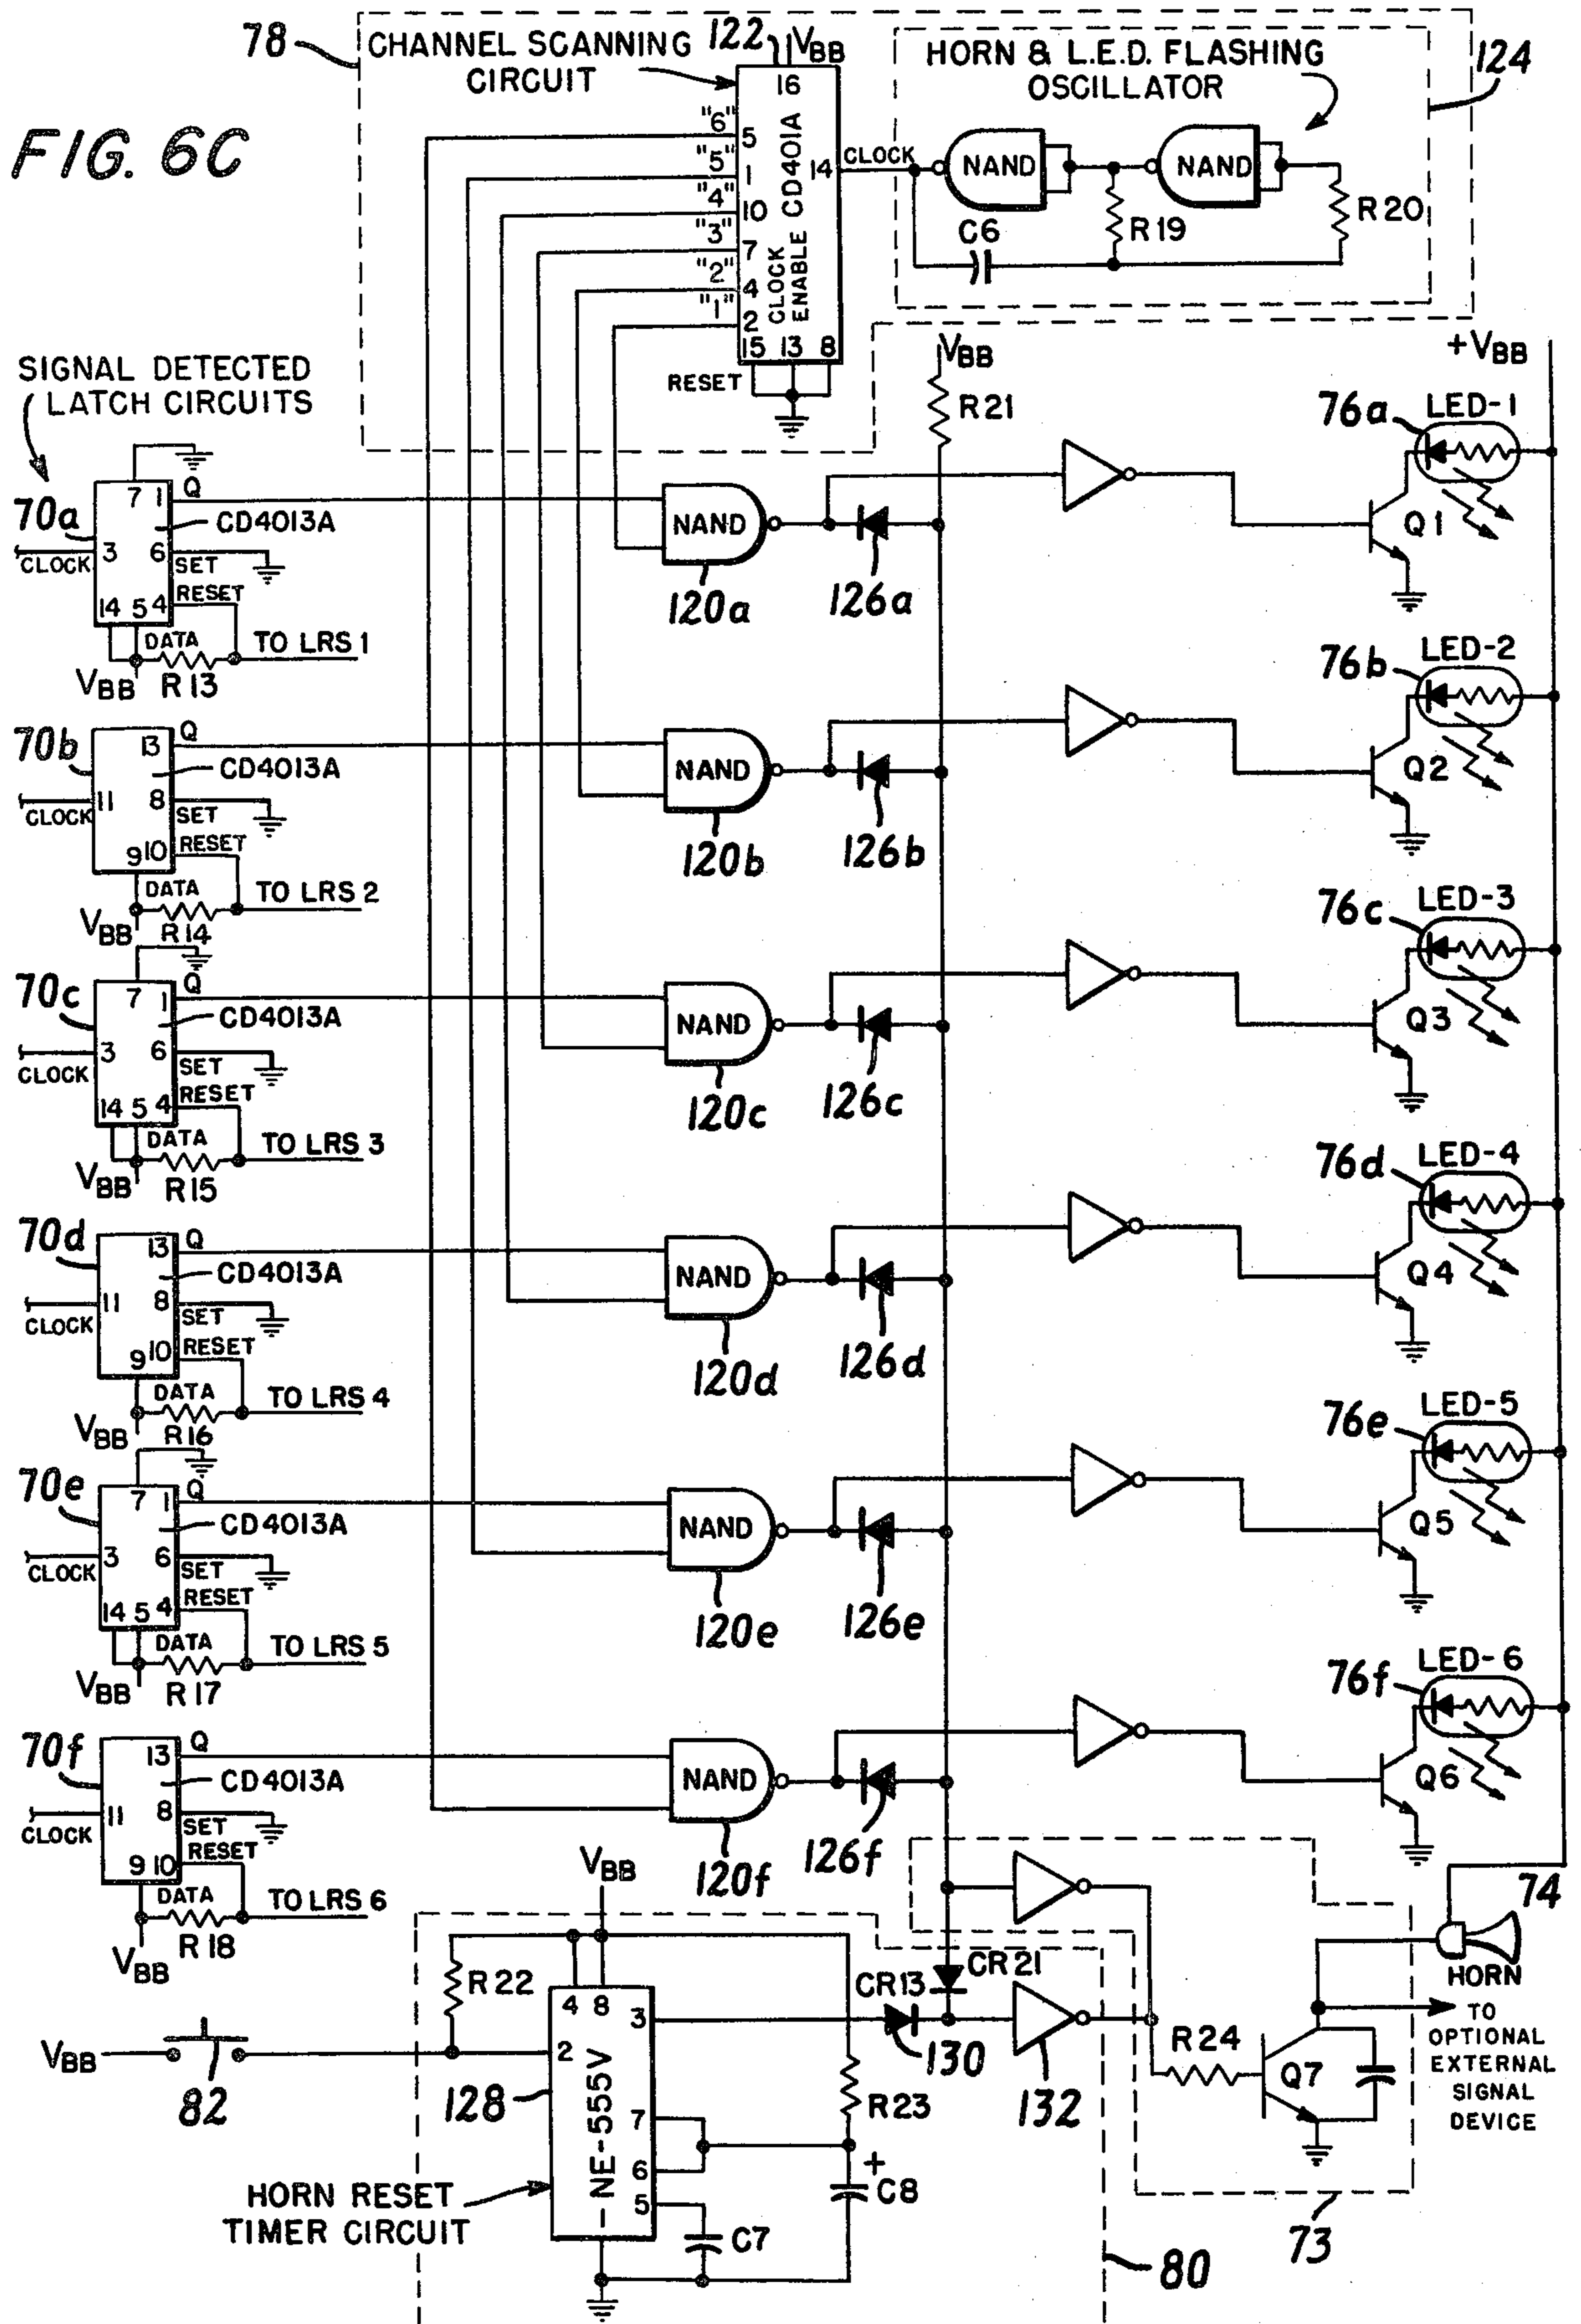 FIG. 6C
78
CHANNEL SCANNING
CIRCUIT
122
VBB
HORN & L.E.D. FLASHING
OSCILLATOR
124
16
"6"
5
"5"
1
"4"
10
"3"
7
"2"
4
"1"
2
14
CD401A
CLOCK
ENABLE
15 13 8
RESET
CLOCK
NAND
NAND
C6
R19
R20
VBB
R21
+VBB
SIGNAL DETECTED
LATCH CIRCUITS
70a
7 1 Q
CD4013A
3 6
CLOCK
SET
RESET
14 5 4
DATA
TO LRS 1
VBB R13
NAND
120a
126a
76a
LED-1
Q1
70b
13 Q
CD4013A
11 8
CLOCK
SET
RESET
9 10
DATA
TO LRS 2
VBB R14
NAND
120b
126b
76b
LED-2
Q2
70c
7 1 Q
CD4013A
3 6
CLOCK
SET
RESET
14 5 4
DATA
TO LRS 3
VBB R15
NAND
120c
126c
76c
LED-3
Q3
70d
13 Q
CD4013A
11 8
CLOCK
SET
RESET
9 10
DATA
TO LRS 4
VBB R16
NAND
120d
126d
76d
LED-4
Q4
70e
7 1 Q
CD4013A
3 6
CLOCK
SET
RESET
14 5 4
DATA
TO LRS 5
VBB R17
NAND
120e
126e
76e
LED-5
Q5
70f
13 Q
CD4013A
11 8
CLOCK
SET
RESET
9 10
DATA
TO LRS 6
VBB R18
NAND
120f
126f
76f
LED-6
Q6
VBB
82
R22
VBB
4 8
3
2
7
6
5
NE-555V
128
HORN RESET
TIMER CIRCUIT
C7
C8
+
R23
CR13
130
CR21
132
80
R24
Q7
73
74
HORN
TO
OPTIONAL
EXTERNAL
SIGNAL
DEVICE